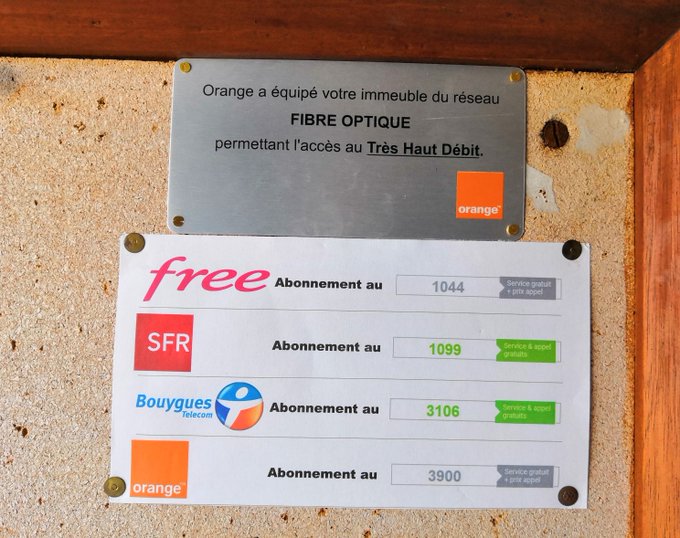 Orange a équipé votre immeuble du réseau
FIBRE OPTIQUE
permettant l'accès au Très Haut Débit.
orange™
free Abonnement au 1044 Service gratuit
+ prix appel
SFR Abonnement au 1099 Service & appel
gratuits
Bouygues
Telecom Abonnement au 3106 Service & appel
gratuits
orange™ Abonnement au 3900 Service gratuit
+ prix appel